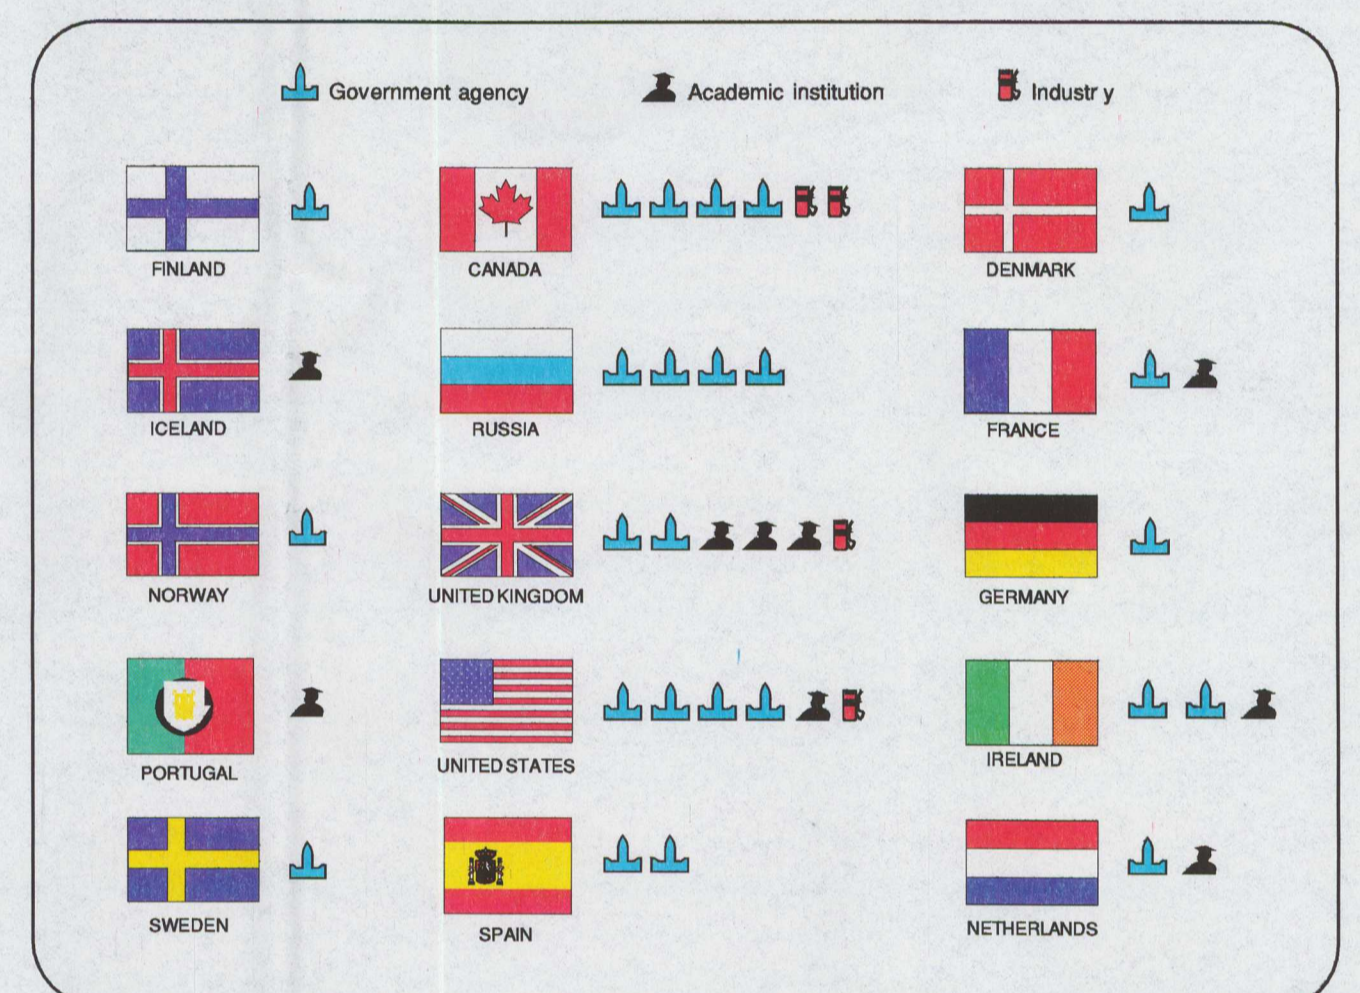 Government agency Academic institution Industry
FINLAND CANADA DENMARK
ICELAND RUSSIA FRANCE
NORWAY UNITED KINGDOM GERMANY
PORTUGAL UNITED STATES IRELAND
SWEDEN SPAIN NETHERLANDS